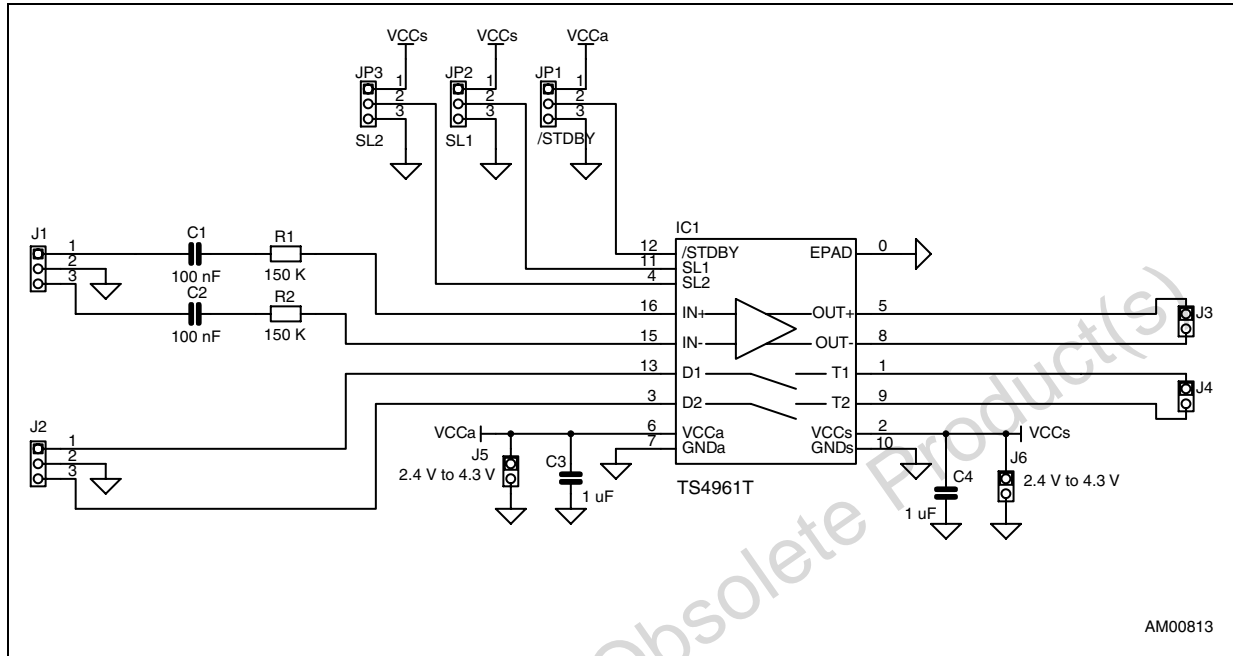 VCCs VCCs VCCa
JP3 JP2 JP1
1 1 1
2 2 2
3 3 3
SL2 SL1 /STDBY
IC1
J1 C1 R1
1 12 /STDBY EPAD 0
2 11 SL1
3 100 nF 150 K 4 SL2
C2 R2
16 IN+ OUT+ 5 J3
100 nF 150 K
15 IN- OUT- 8
13 D1 T1 1
J4
3 D2 T2 9
J2
1 VCCa 6 VCCa VCCs 2 VCCs
2 7 GNDa GNDs 10
3 J5 C3 J6
2.4 V to 4.3 V C4 2.4 V to 4.3 V
1 uF TS4961T
1 uF
Obsolete Product(s)
AM00813